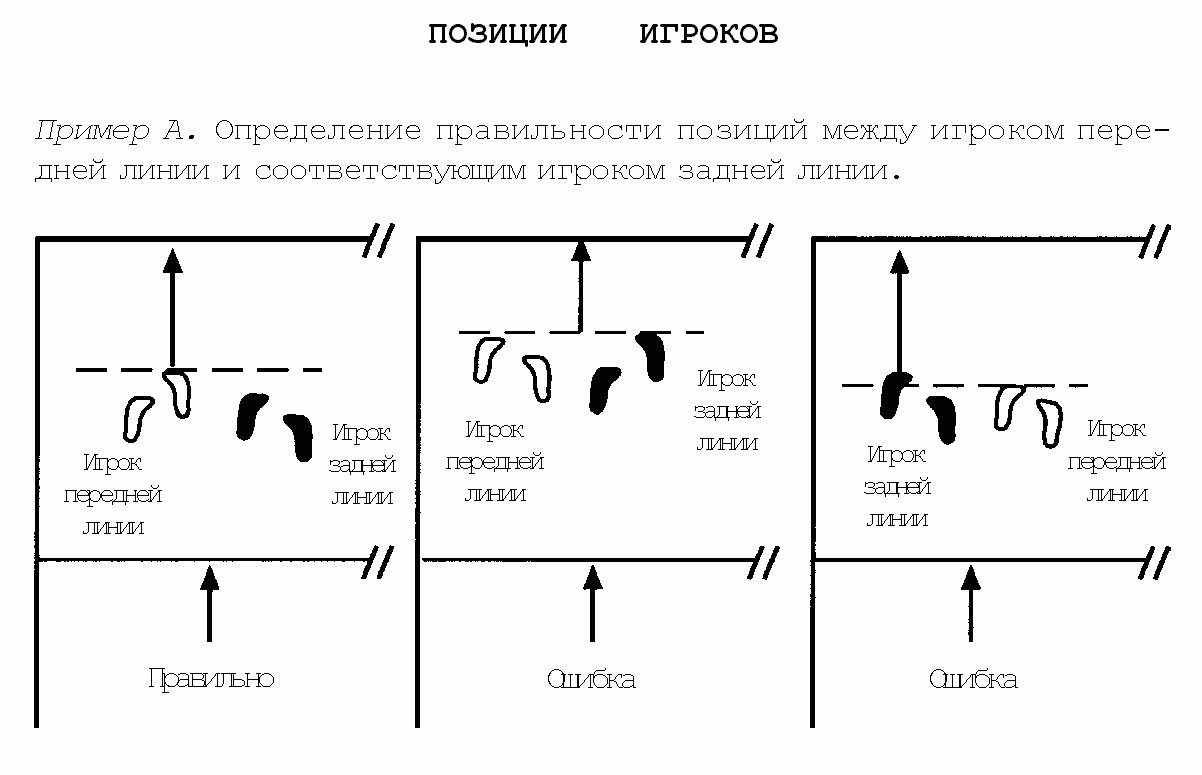 ПОЗИЦИИ ИГРОКОВ
Пример А. Определение правильности позиций между игроком пере-
дней линии и соответствующим игроком задней линии.
Игрок
передней
линии
Игрок
задней
линии
Правильно
Игрок
передней
линии
Игрок
задней
линии
Ошибка
Игрок
задней
линии
Игрок
передней
линии
Ошибка